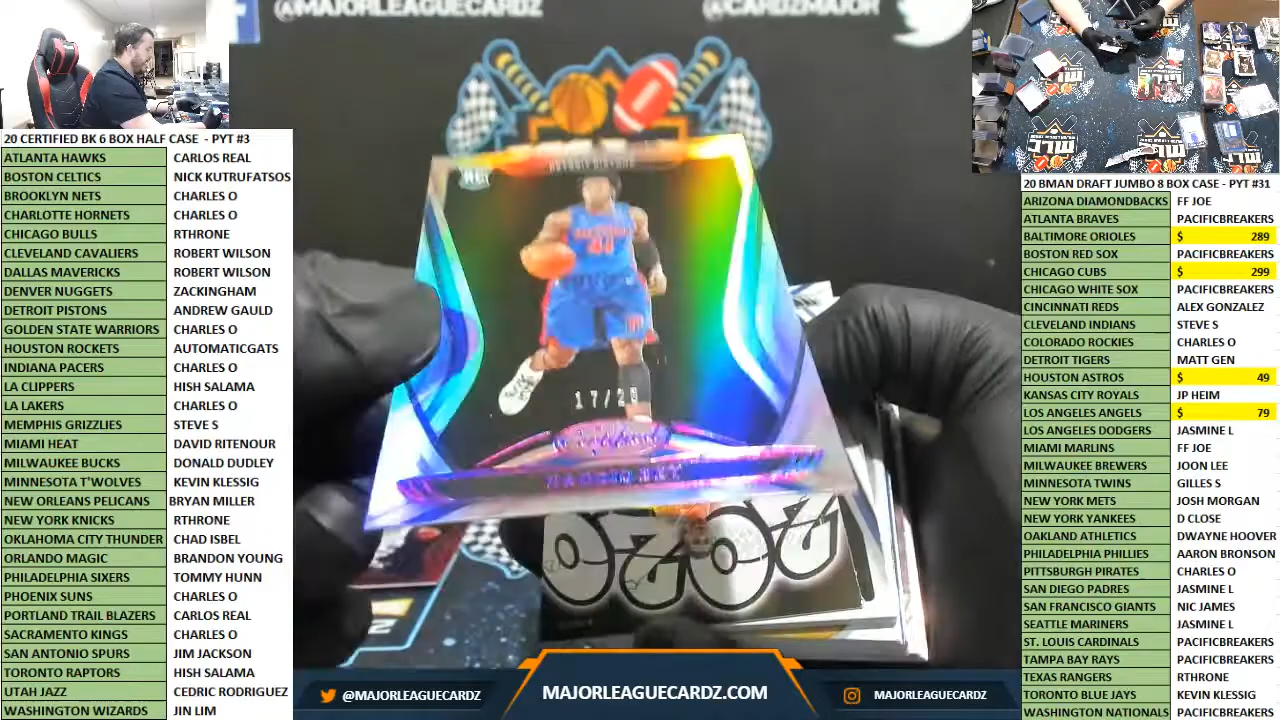 @MAJORLEAGUECARDZ
@CARDZMAJOR
20 CERTIFIED BK 6 BOX HALF CASE - PYT #3
ATLANTA HAWKS CARLOS REAL
BOSTON CELTICS NICK KUTRUFATSOS
BROOKLYN NETS CHARLES O
CHARLOTTE HORNETS CHARLES O
CHICAGO BULLS RTHRONE
CLEVELAND CAVALIERS ROBERT WILSON
DALLAS MAVERICKS ROBERT WILSON
DENVER NUGGETS ZACKINGHAM
DETROIT PISTONS ANDREW GAULD
GOLDEN STATE WARRIORS CHARLES O
HOUSTON ROCKETS AUTOMATICGATS
INDIANA PACERS CHARLES O
LA CLIPPERS HISH SALAMA
LA LAKERS CHARLES O
MEMPHIS GRIZZLIES STEVE S
MIAMI HEAT DAVID RITENOUR
MILWAUKEE BUCKS DONALD DUDLEY
MINNESOTA T'WOLVES KEVIN KLESSIG
NEW ORLEANS PELICANS BRYAN MILLER
NEW YORK KNICKS RTHRONE
OKLAHOMA CITY THUNDER CHAD ISBEL
ORLANDO MAGIC BRANDON YOUNG
PHILADELPHIA SIXERS TOMMY HUNN
PHOENIX SUNS CHARLES O
PORTLAND TRAIL BLAZERS CARLOS REAL
SACRAMENTO KINGS CHARLES O
SAN ANTONIO SPURS JIM JACKSON
TORONTO RAPTORS HISH SALAMA
UTAH JAZZ CEDRIC RODRIGUEZ
WASHINGTON WIZARDS JIN LIM
2020
@MAJORLEAGUECARDZ
MAJORLEAGUECARDZ.COM
MAJORLEAGUECARDZ
20 BMAN DRAFT JUMBO 8 BOX CASE - PYT #31
ARIZONA DIAMONDBACKS FF JOE
ATLANTA BRAVES PACIFICBREAKERS
BALTIMORE ORIOLES $ 289
BOSTON RED SOX PACIFICBREAKERS
CHICAGO CUBS $ 299
CHICAGO WHITE SOX PACIFICBREAKERS
CINCINNATI REDS ALEX GONZALEZ
CLEVELAND INDIANS STEVE S
COLORADO ROCKIES CHARLES O
DETROIT TIGERS MATT GEN
HOUSTON ASTROS $ 49
KANSAS CITY ROYALS JP HEIM
LOS ANGELES ANGELS $ 79
LOS ANGELES DODGERS JASMINE L
MIAMI MARLINS FF JOE
MILWAUKEE BREWERS JOON LEE
MINNESOTA TWINS GILLES S
NEW YORK METS JOSH MORGAN
NEW YORK YANKEES D CLOSE
OAKLAND ATHLETICS DWAYNE HOOVER
PHILADELPHIA PHILLIES AARON BRONSON
PITTSBURGH PIRATES CHARLES O
SAN DIEGO PADRES JASMINE L
SAN FRANCISCO GIANTS NIC JAMES
SEATTLE MARINERS JASMINE L
ST. LOUIS CARDINALS PACIFICBREAKERS
TAMPA BAY RAYS PACIFICBREAKERS
TEXAS RANGERS RTHRONE
TORONTO BLUE JAYS KEVIN KLESSIG
WASHINGTON NATIONALS PACIFICBREAKERS